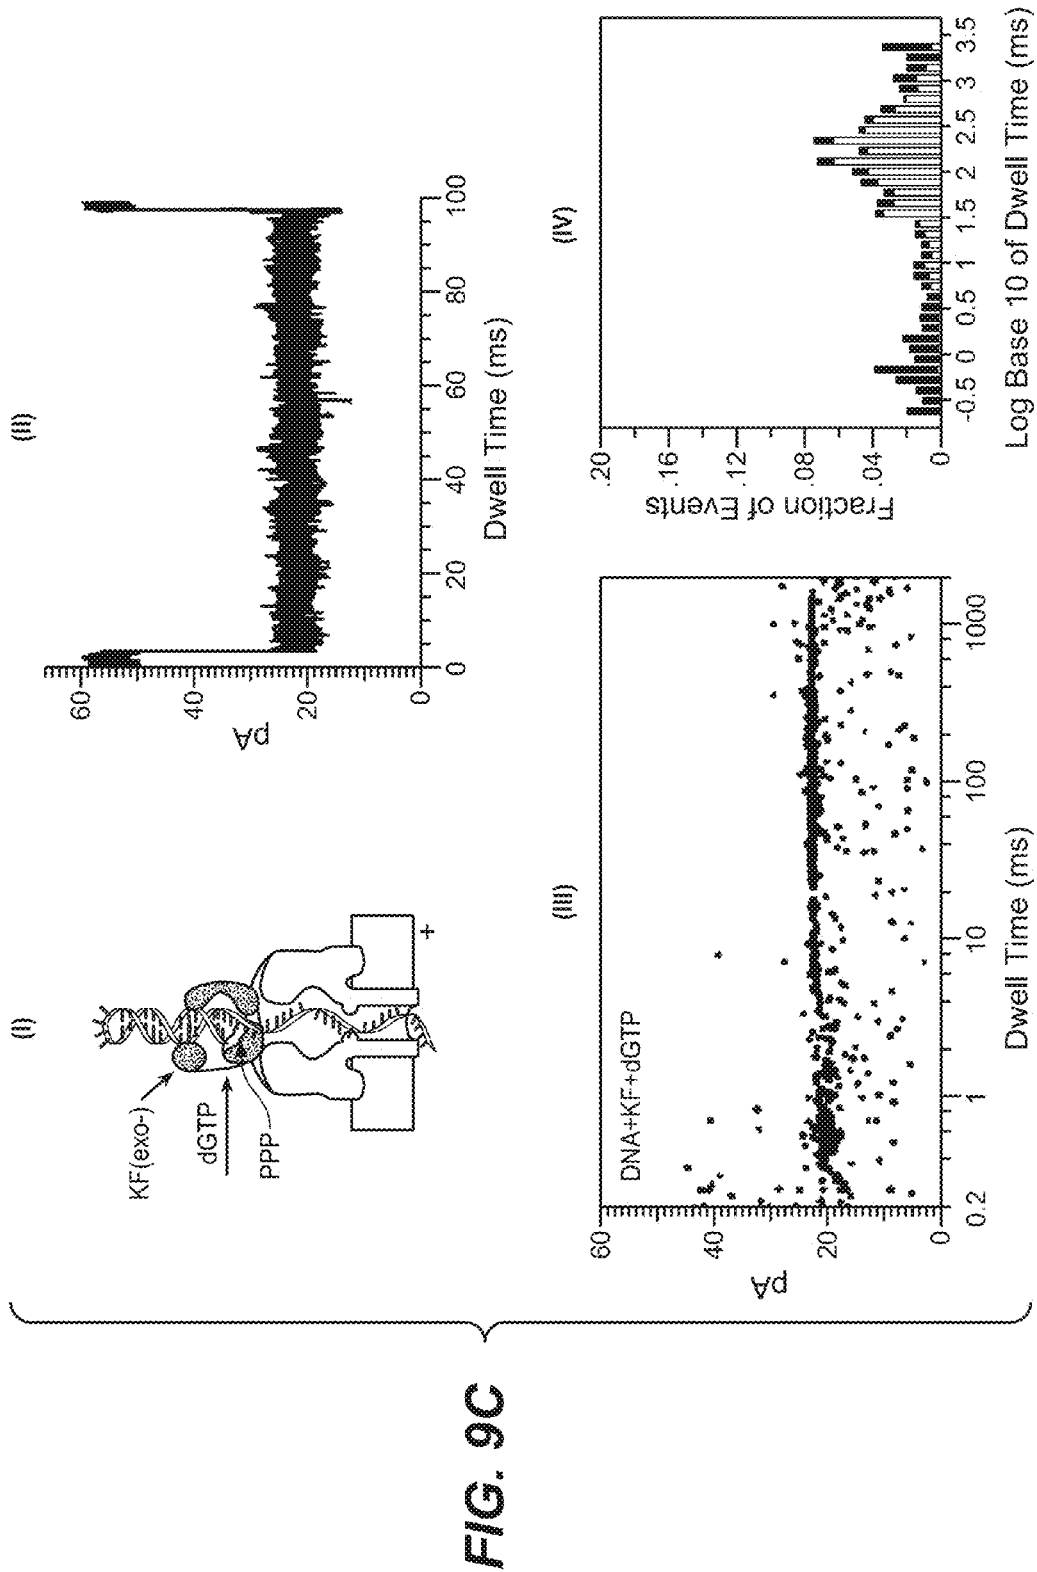 FIG. 9C
(I)
KF(exo-)
dGTP
PPP
+
(II)
pA
60
40
20
0
0 20 40 60 80 100
Dwell Time (ms)
(III)
DNA+KF+dGTP
pA
60
40
20
0
0.2 1 10 100 1000
Dwell Time (ms)
(IV)
Fraction of Events
.20
.16
.12
.08
.04
0
-0.5 0 0.5 1 1.5 2 2.5 3 3.5
Log Base 10 of Dwell Time (ms)